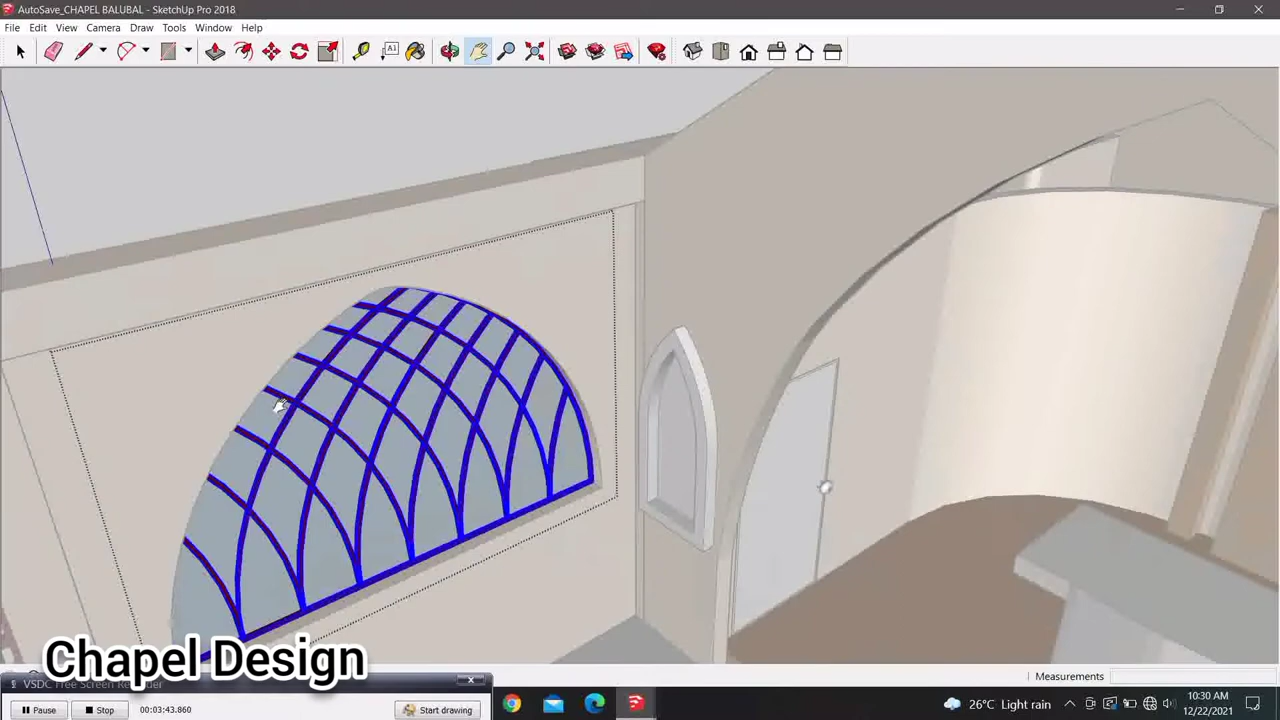 AutoSave_CHAPEL BALUBAL - SketchUp Pro 2018
File Edit View Camera Draw Tools Window Help
A1
Chapel Design
VSDC Free Screen Recorder
Measurements
Pause Stop 00:03:43.860 Start drawing
26°C Light rain
10:30 AM
12/22/2021